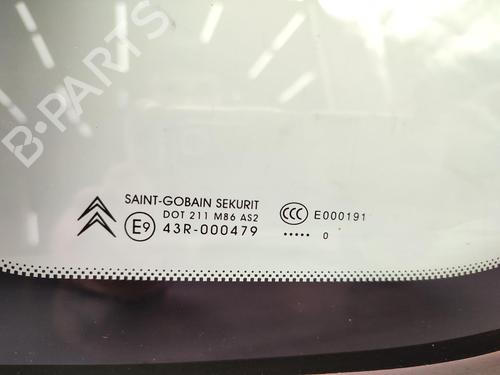 B-PARTS
SAINT-GOBAIN SEKURIT
DOT 211 M86 AS2
E9 43R-000479
CCC E000191
..... 0